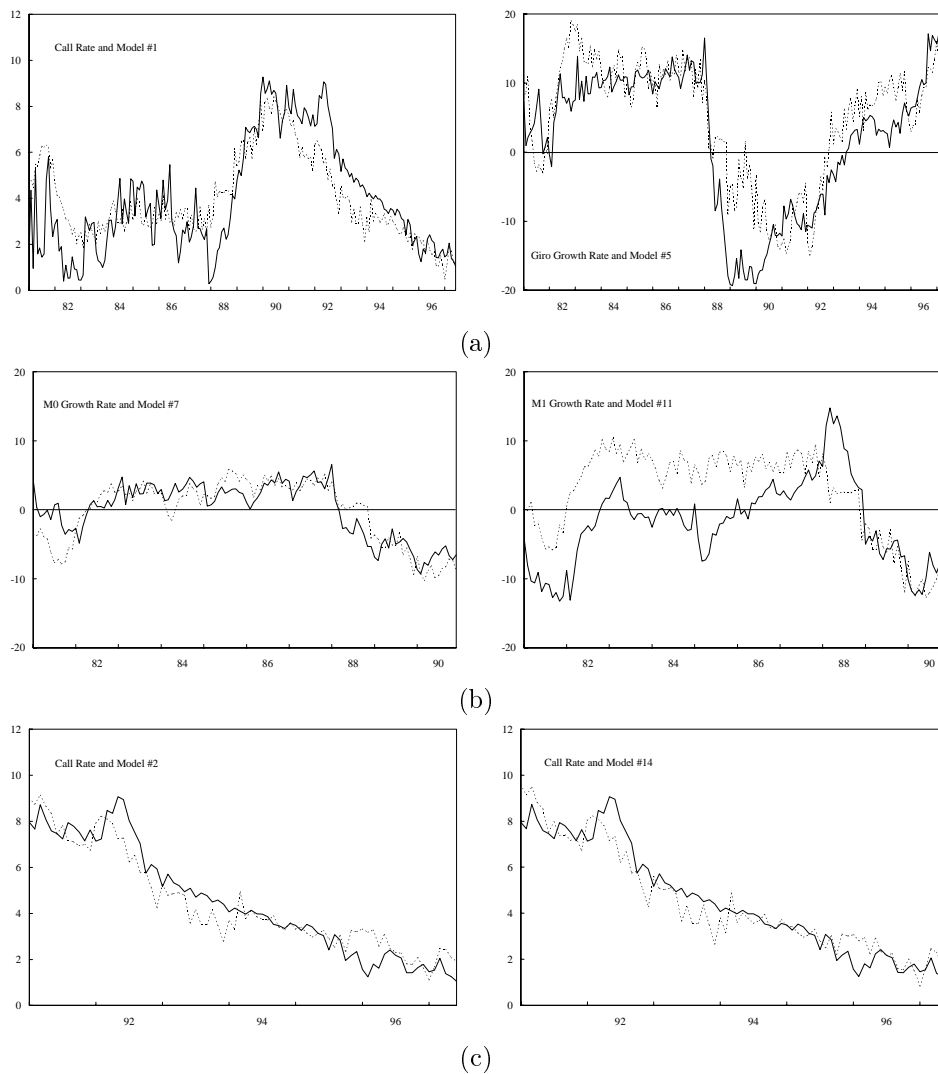 12
10
8
6
4
2
0
Call Rate and Model #1
82 84 86 88 90 92 94 96
20
10
0
-10
-20
Giro Growth Rate and Model #5
82 84 86 88 90 92 94 96
(a)
20
10
0
-10
-20
M0 Growth Rate and Model #7
82 84 86 88 90
20
10
0
-10
-20
M1 Growth Rate and Model #11
82 84 86 88 90
(b)
12
10
8
6
4
2
0
Call Rate and Model #2
92 94 96
12
10
8
6
4
2
0
Call Rate and Model #14
92 94 96
(c)